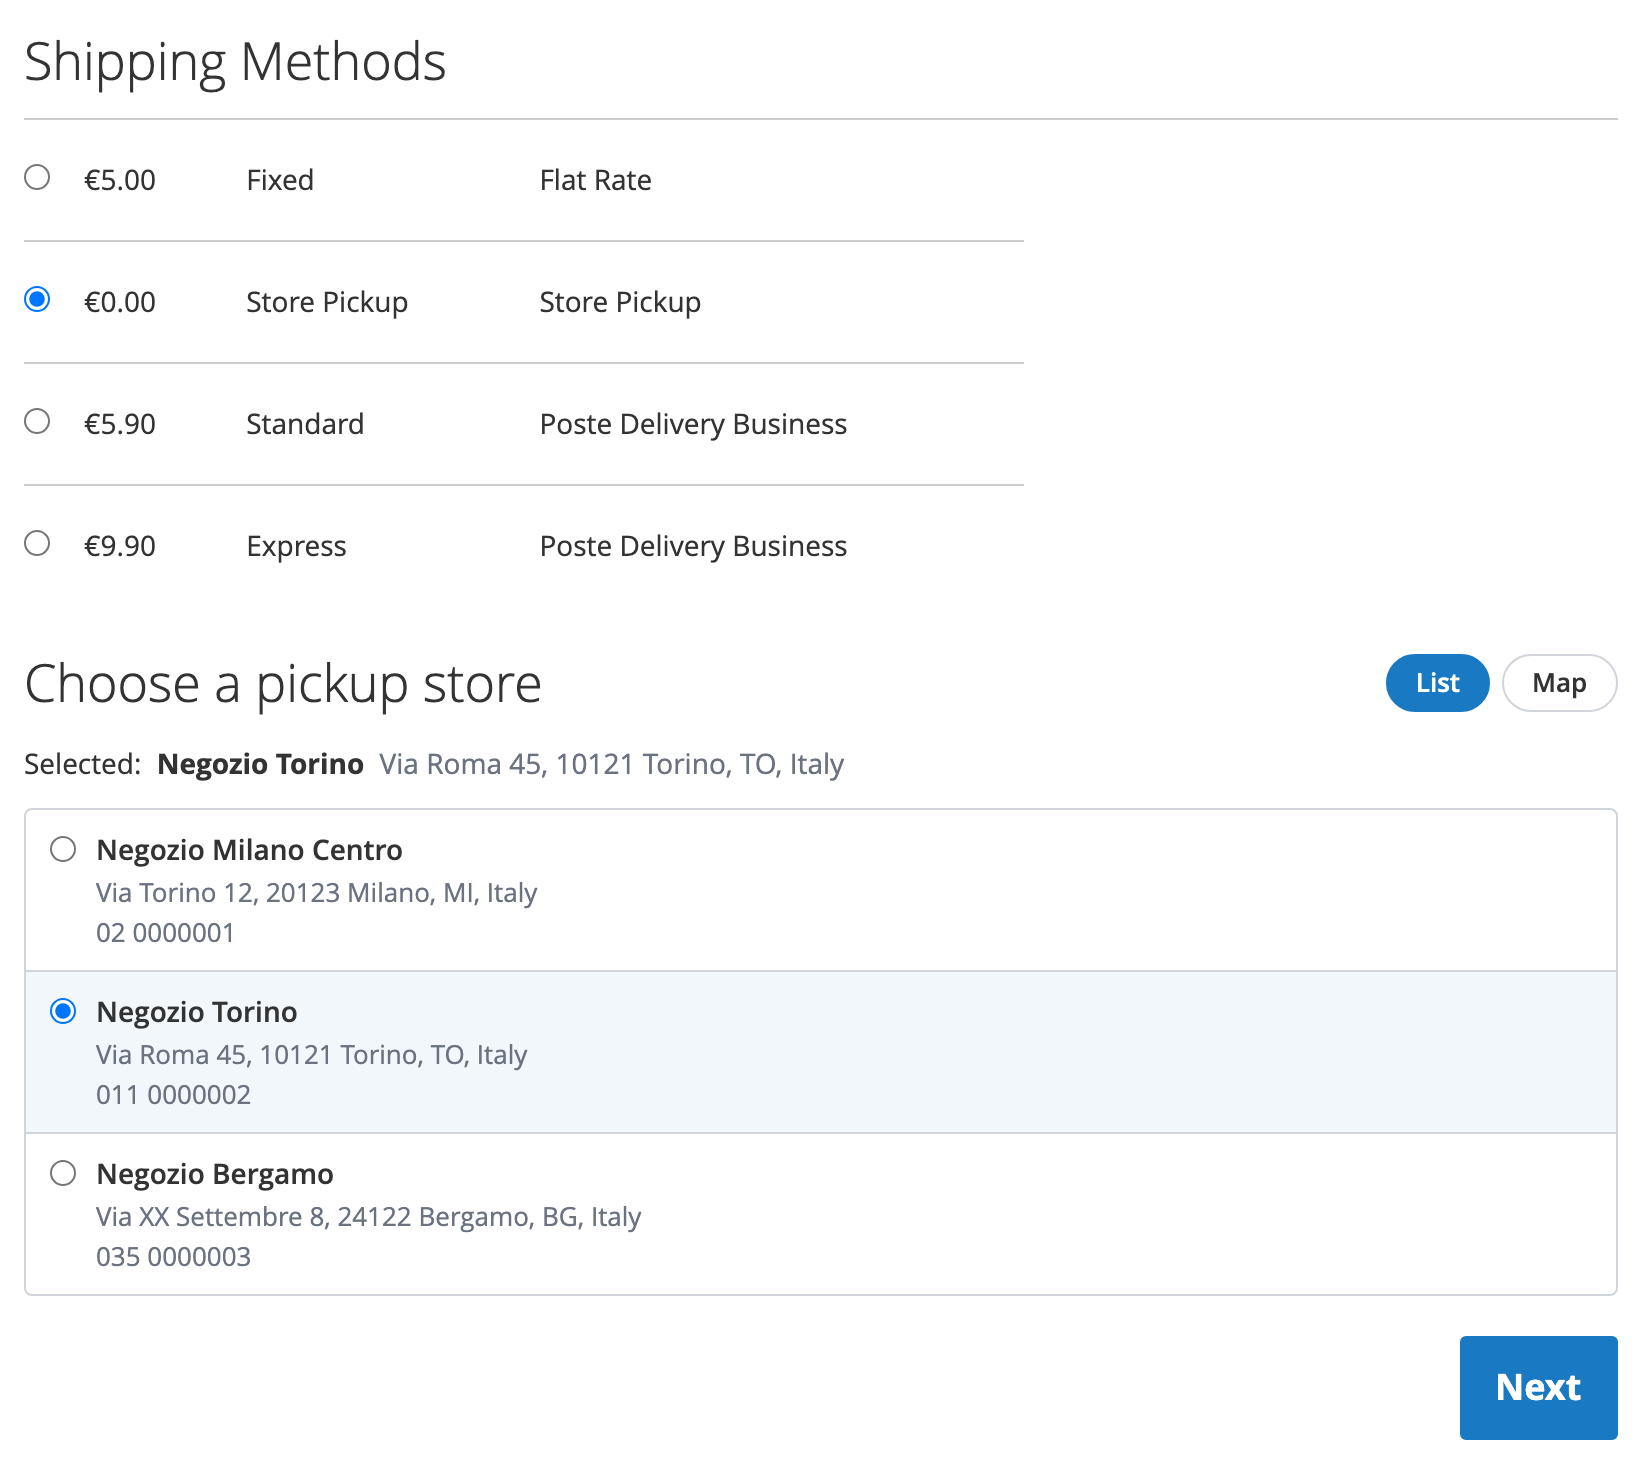 Shipping Methods
€5.00 Fixed Flat Rate
€0.00 Store Pickup Store Pickup
€5.90 Standard Poste Delivery Business
€9.90 Express Poste Delivery Business
Choose a pickup store List Map
Selected: Negozio Torino Via Roma 45, 10121 Torino, TO, Italy
Negozio Milano Centro
Via Torino 12, 20123 Milano, MI, Italy
02 0000001
Negozio Torino
Via Roma 45, 10121 Torino, TO, Italy
011 0000002
Negozio Bergamo
Via XX Settembre 8, 24122 Bergamo, BG, Italy
035 0000003
Next